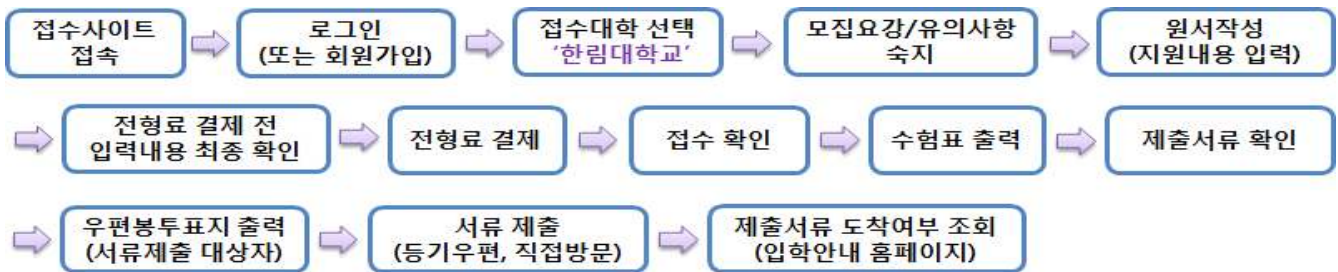 접수사이트
접속
로그인
(또는 회원가입)
접수대학 선택
‘한림대학교’
모집요강/유의사항
숙지
원서작성
(지원내용 입력)
전형료 결제 전
입력내용 최종 확인
전형료 결제
접수 확인
수험표 출력
제출서류 확인
우편봉투표지 출력
(서류제출 대상자)
서류 제출
(등기우편, 직접방문)
제출서류 도착여부 조회
(입학안내 홈페이지)